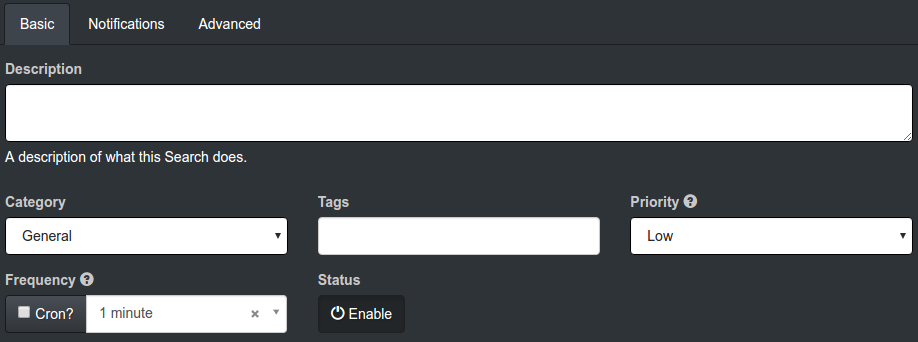 Basic Notifications Advanced
Description
A description of what this Search does.
Category Tags Priority
General Low
Frequency Status
Cron? 1 minute × Enable